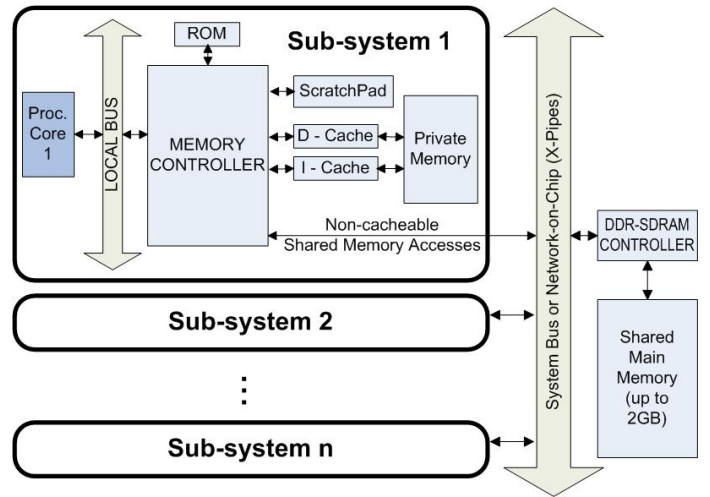 ROM
Sub-system 1
Proc.
Core
1
LOCAL BUS
MEMORY
CONTROLLER
ScratchPad
D - Cache
I - Cache
Private
Memory
Non-cacheable
Shared Memory Accesses
System Bus or Network-on-Chip (X-Pipes)
DDR-SDRAM
CONTROLLER
Shared
Main
Memory
(up to
2GB)
Sub-system 2
...
Sub-system n